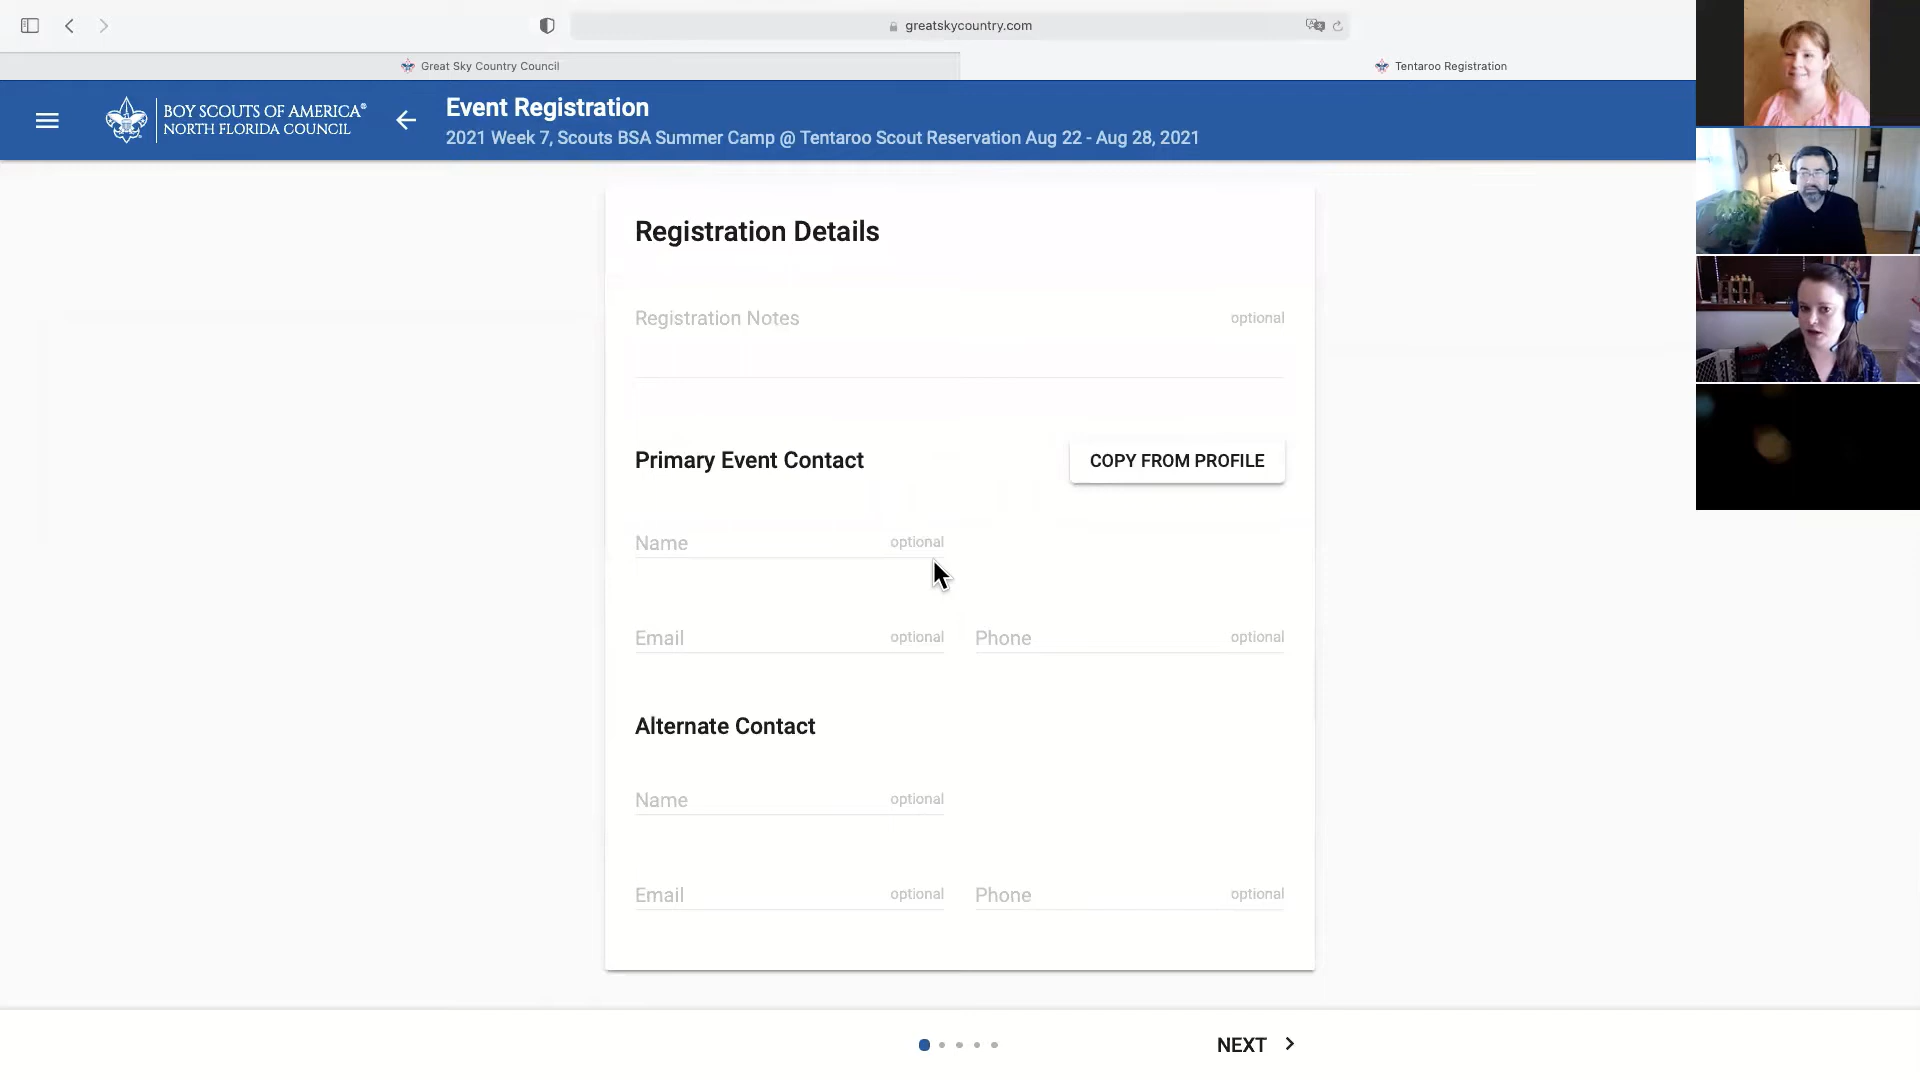 greatskycountry.com
Great Sky Country Council
Tentaroo Registration
BOY SCOUTS OF AMERICA®
NORTH FLORIDA COUNCIL
Event Registration
2021 Week 7, Scouts BSA Summer Camp @ Tentaroo Scout Reservation Aug 22 - Aug 28, 2021
Registration Details
Registration Notes optional
Primary Event Contact
COPY FROM PROFILE
Name optional
Email optional
Phone optional
Alternate Contact
Name optional
Email optional
Phone optional
NEXT